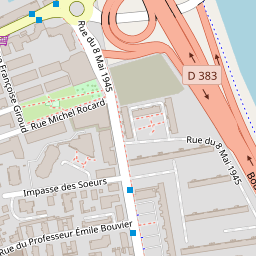 Rue du 8 Mai 1945
D 383
Françoise Giroud
Rue Michel Rocard
Rue du 8 Mai 1945
Impasse des Soeurs
Rue du Professeur Émile Bouvier